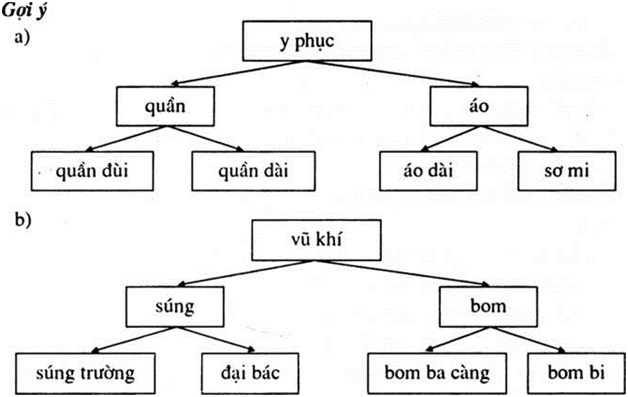 Gợi ý
a)
y phục
quần áo
quần đùi quần dài áo dài sơ mi
b)
vũ khí
súng bom
súng trường đại bác bom ba càng bom bi